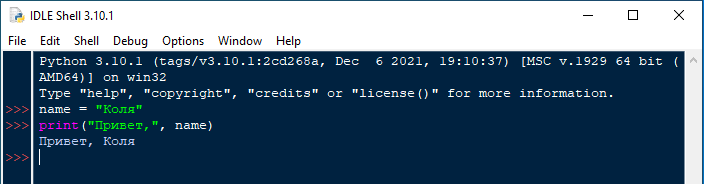 IDLE Shell 3.10.1
File Edit Shell Debug Options Window Help
Python 3.10.1 (tags/v3.10.1:2cd268a, Dec  6 2021, 19:10:37) [MSC v.1929 64 bit (
AMD64)] on win32
Type "help", "copyright", "credits" or "license()" for more information.
>>> name = "Коля"
>>> print("Привет,", name)
Привет, Коля
>>>